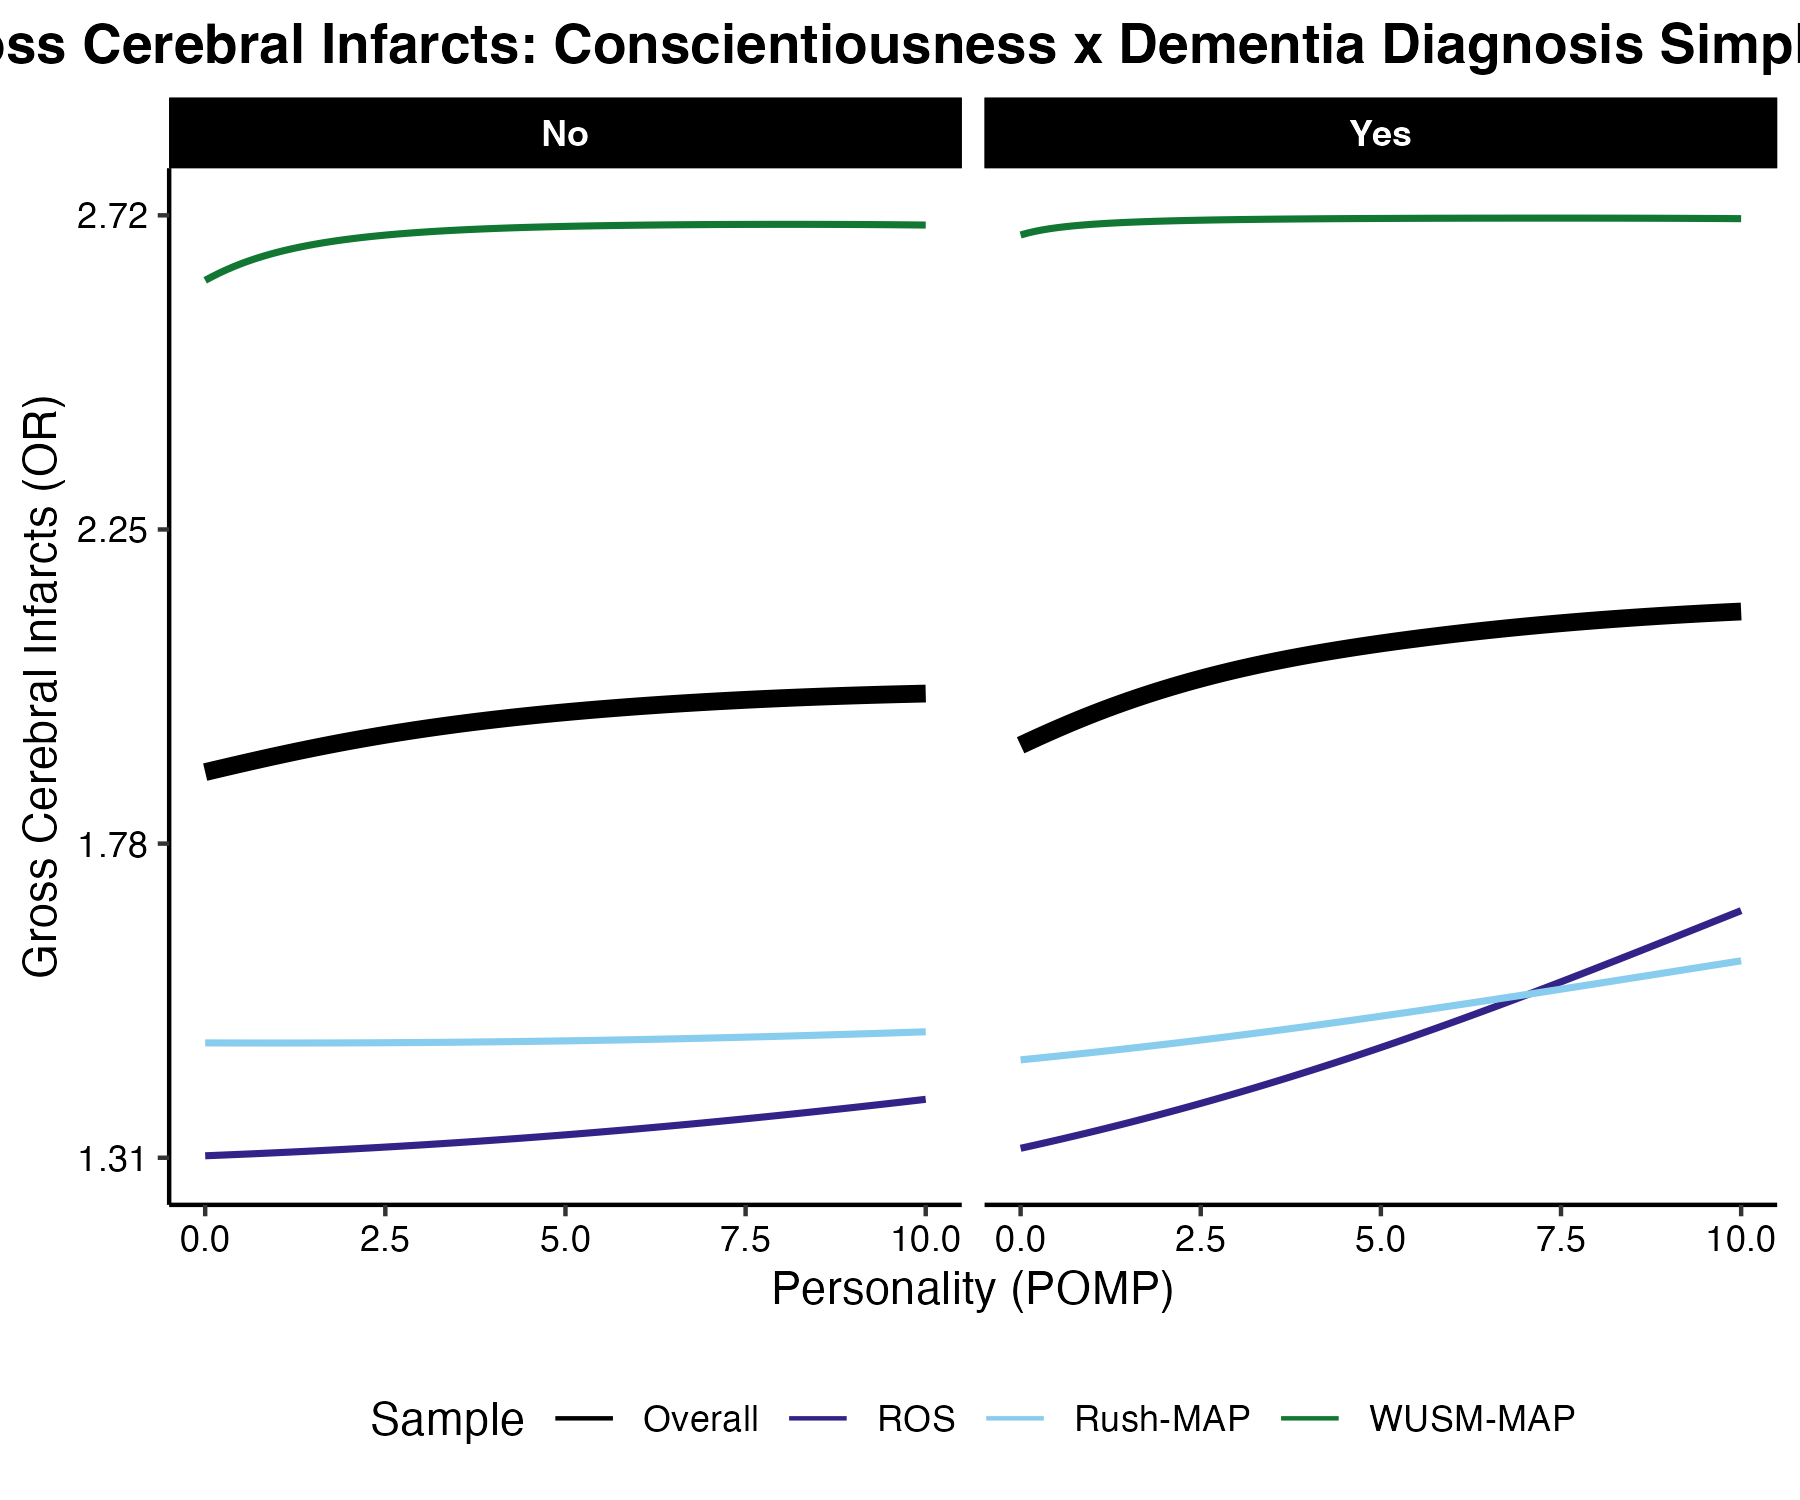 Cerebral Infarcts: Conscientiousness x Dementia Diagnosis
No Yes
Gross Cerebral Infarcts (OR)
2.72
2.25
1.78
1.31
0.0 2.5 5.0 7.5 10.0 0.0 2.5 5.0 7.5 10.0
Personality (POMP)
Sample Overall ROS Rush-MAP WUSM-MAP